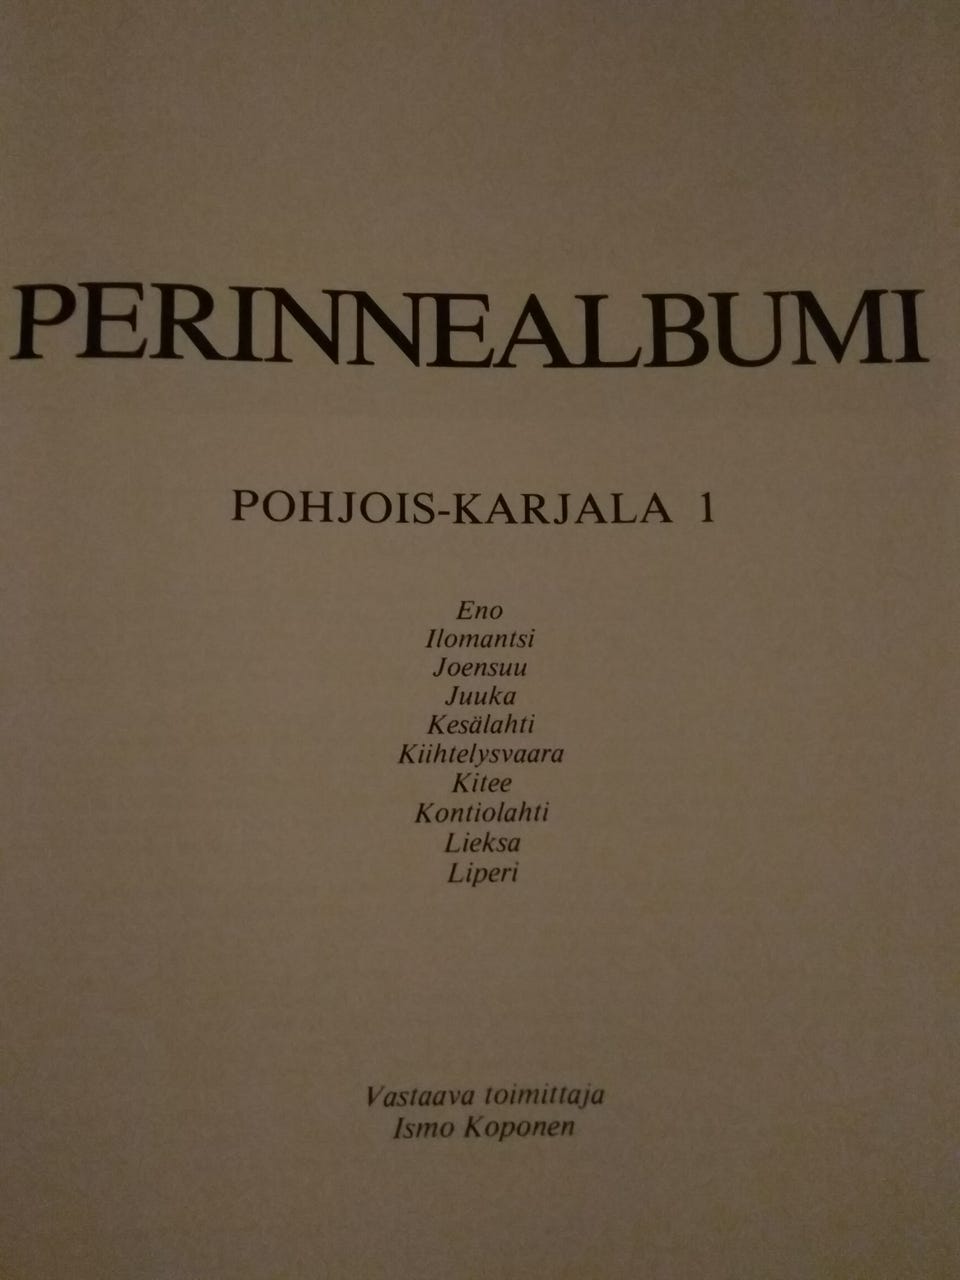 PERINNEALBUMI
POHJOIS-KARJALA 1
Eno
Ilomantsi
Joensuu
Juuka
Kesälahti
Kiihtelysvaara
Kitee
Kontiolahti
Lieksa
Liperi
Vastaava toimittaja
Ismo Koponen